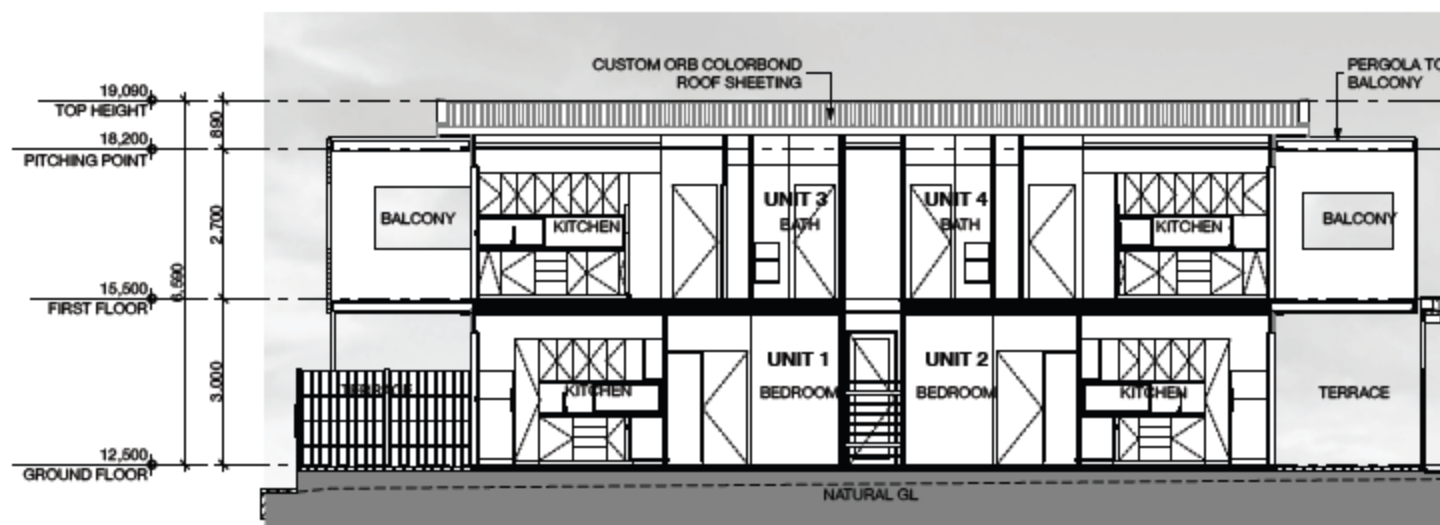 CUSTOM ORB COLORBOND
ROOF SHEETING
PERGOLA TO
BALCONY
19,090
TOP HEIGHT
890
18,200
PITCHING POINT
BALCONY
KITCHEN
UNIT 3
BATH
UNIT 4
BATH
KITCHEN
BALCONY
2,700
6,590
15,500
FIRST FLOOR
TERRACE
KITCHEN
UNIT 1
BEDROOM
UNIT 2
BEDROOM
KITCHEN
TERRACE
3,000
12,500
GROUND FLOOR
NATURAL GL